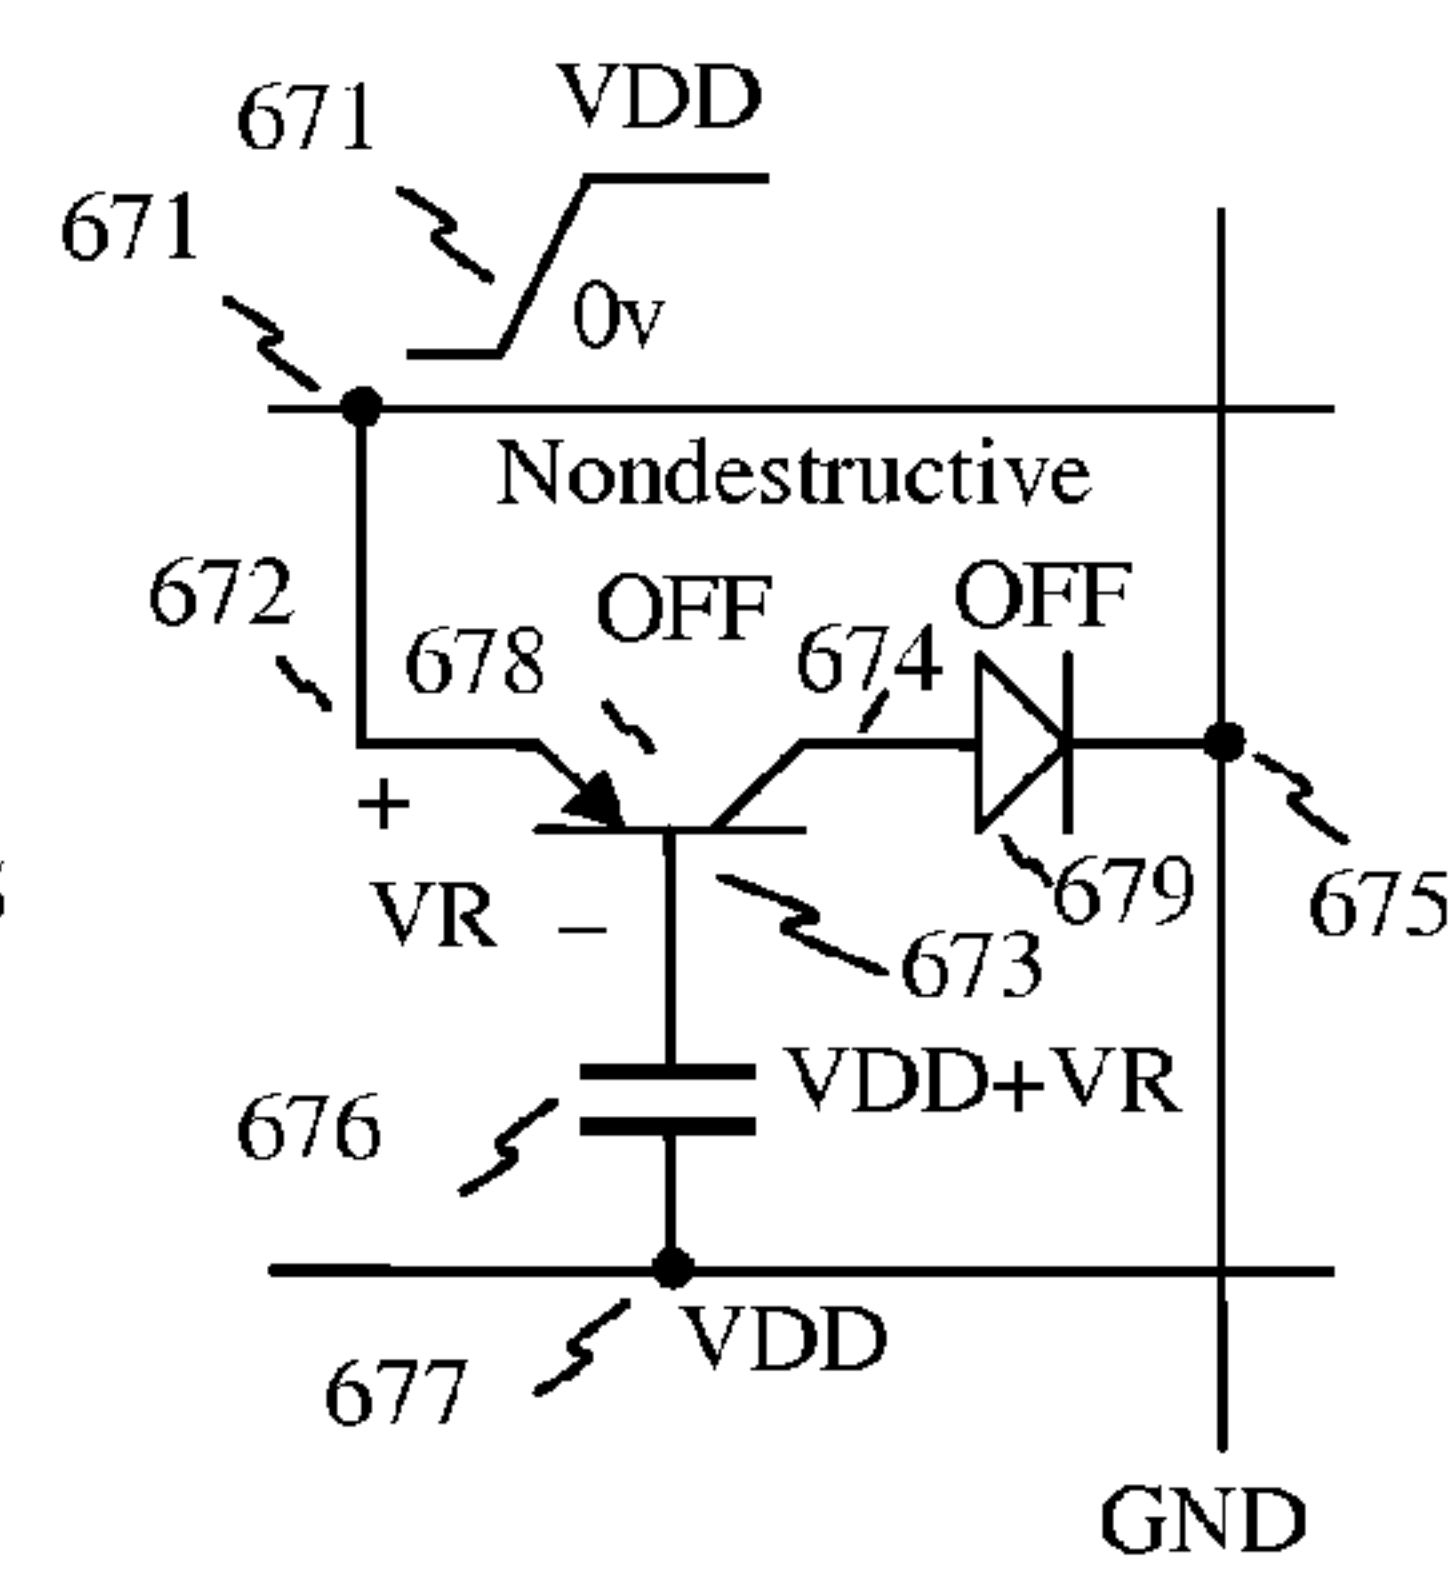 VDD
671
671
0v
Nondestructive
672
OFF
OFF
678
674
+
VR
−
679
675
673
VDD+VR
676
VDD
677
GND